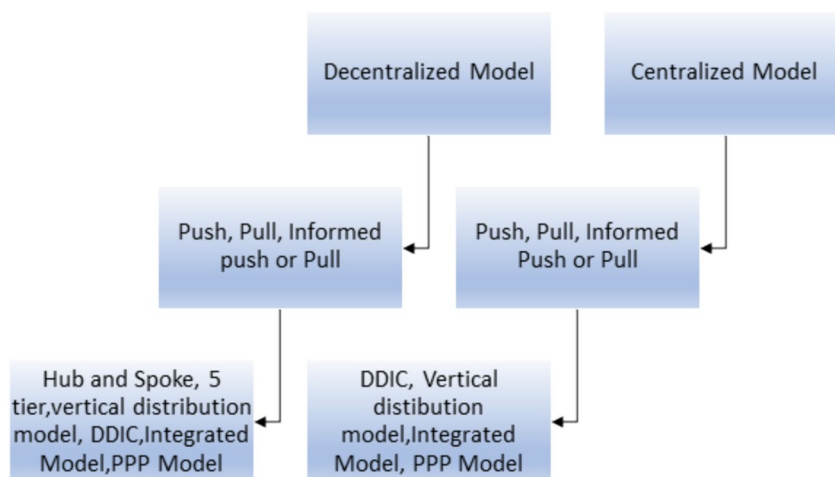 Decentralized Model
Centralized Model
Push, Pull, Informed
push or Pull
Push, Pull, Informed
Push or Pull
Hub and Spoke, 5
tier,vertical distribution
model, DDIC,Integrated
Model,PPP Model
DDIC, Vertical
distibution
model,Integrated
Model, PPP Model